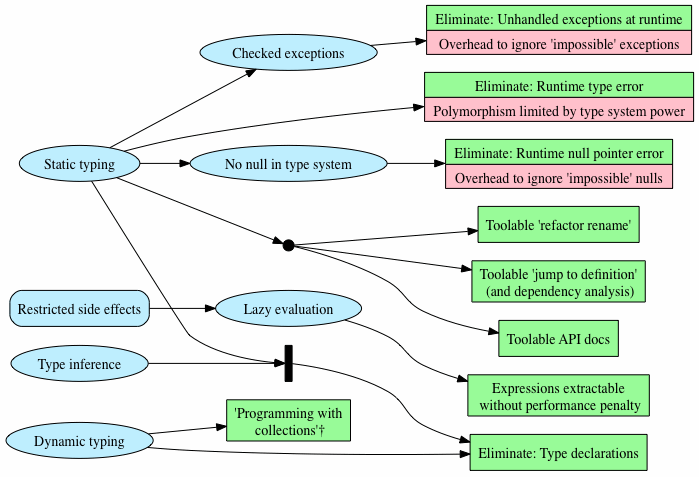 Eliminate: Unhandled exceptions at runtime
Checked exceptions
Overhead to ignore 'impossible' exceptions
Eliminate: Runtime type error
Polymorphism limited by type system power
Static typing
No null in type system
Eliminate: Runtime null pointer error
Overhead to ignore 'impossible' nulls
Toolable 'refactor rename'
Toolable 'jump to definition'
(and dependency analysis)
Restricted side effects
Lazy evaluation
Toolable API docs
Type inference
Expressions extractable
without performance penalty
'Programming with
collections'†
Dynamic typing
Eliminate: Type declarations